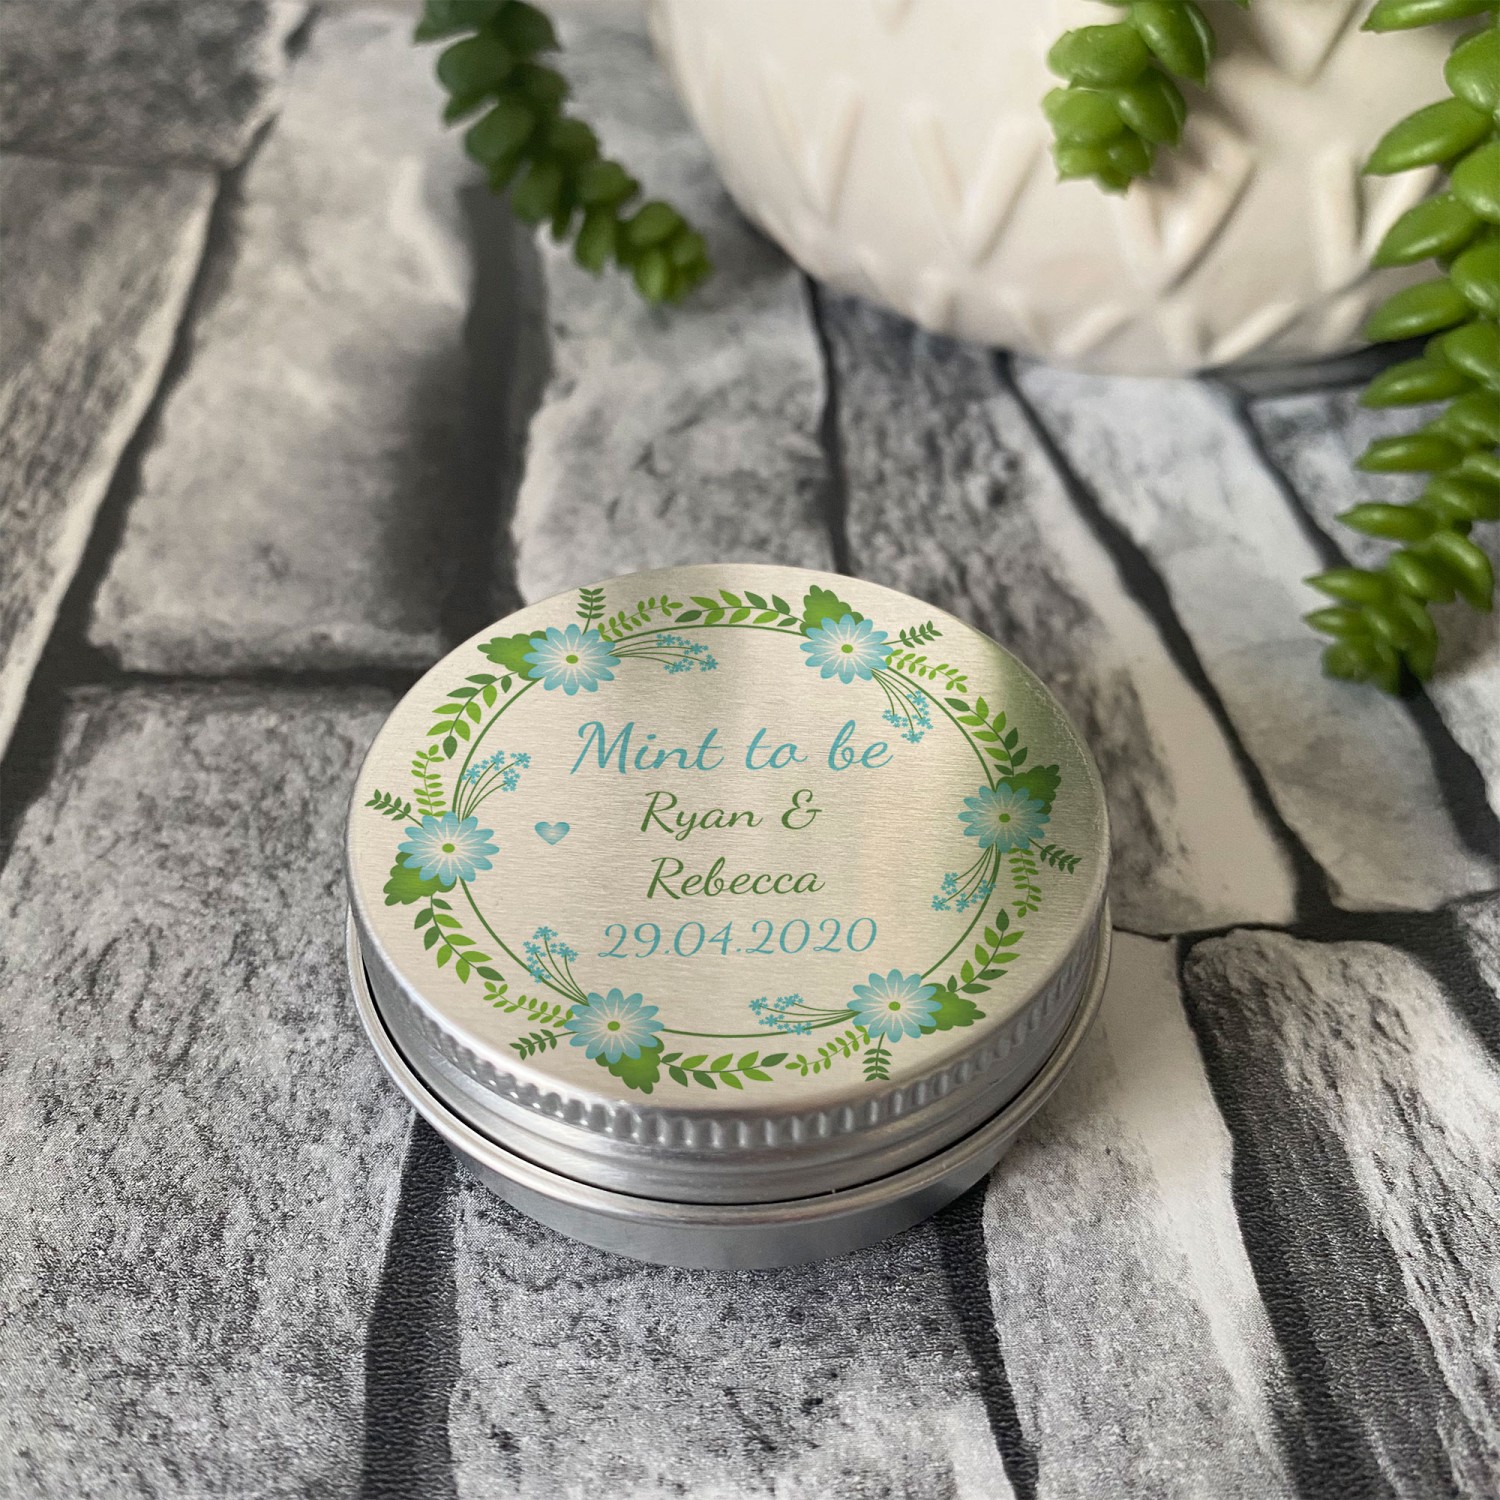 Mint to be
Ryan &
Rebecca
29.04.2020